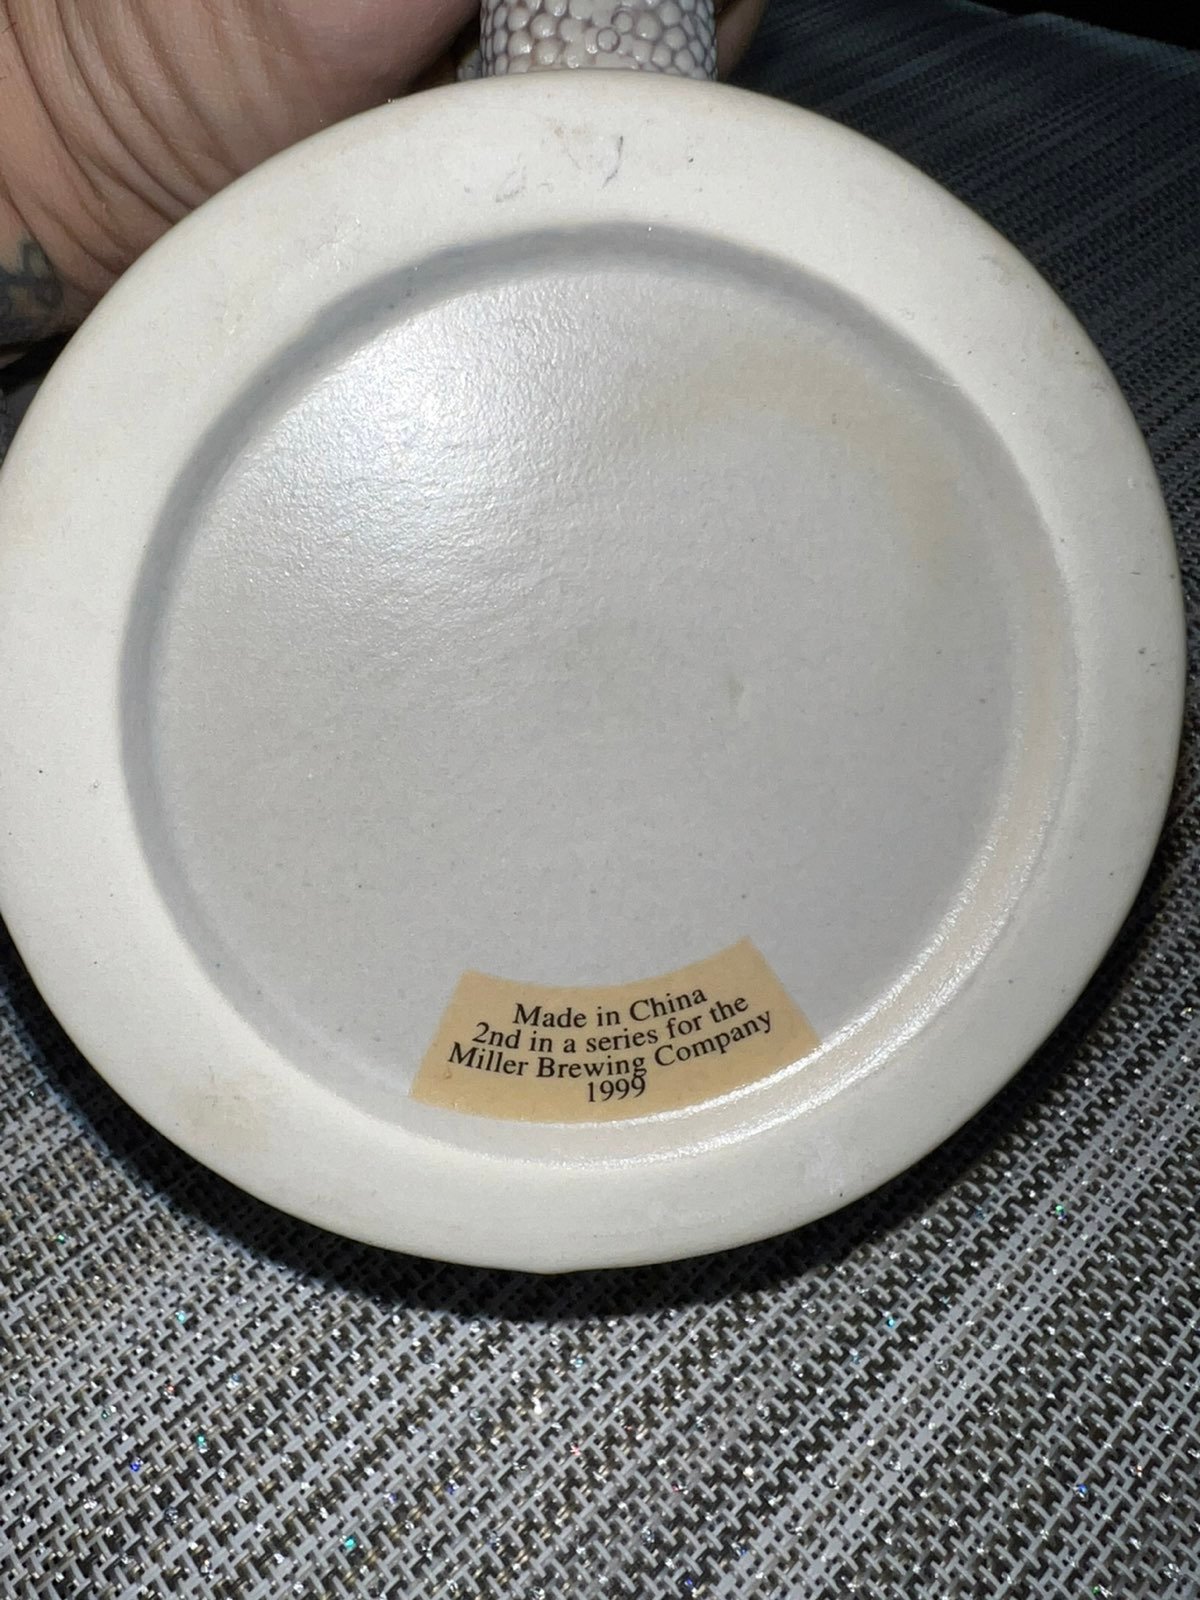 Made in China
2nd in a series for the
Miller Brewing Company
1999